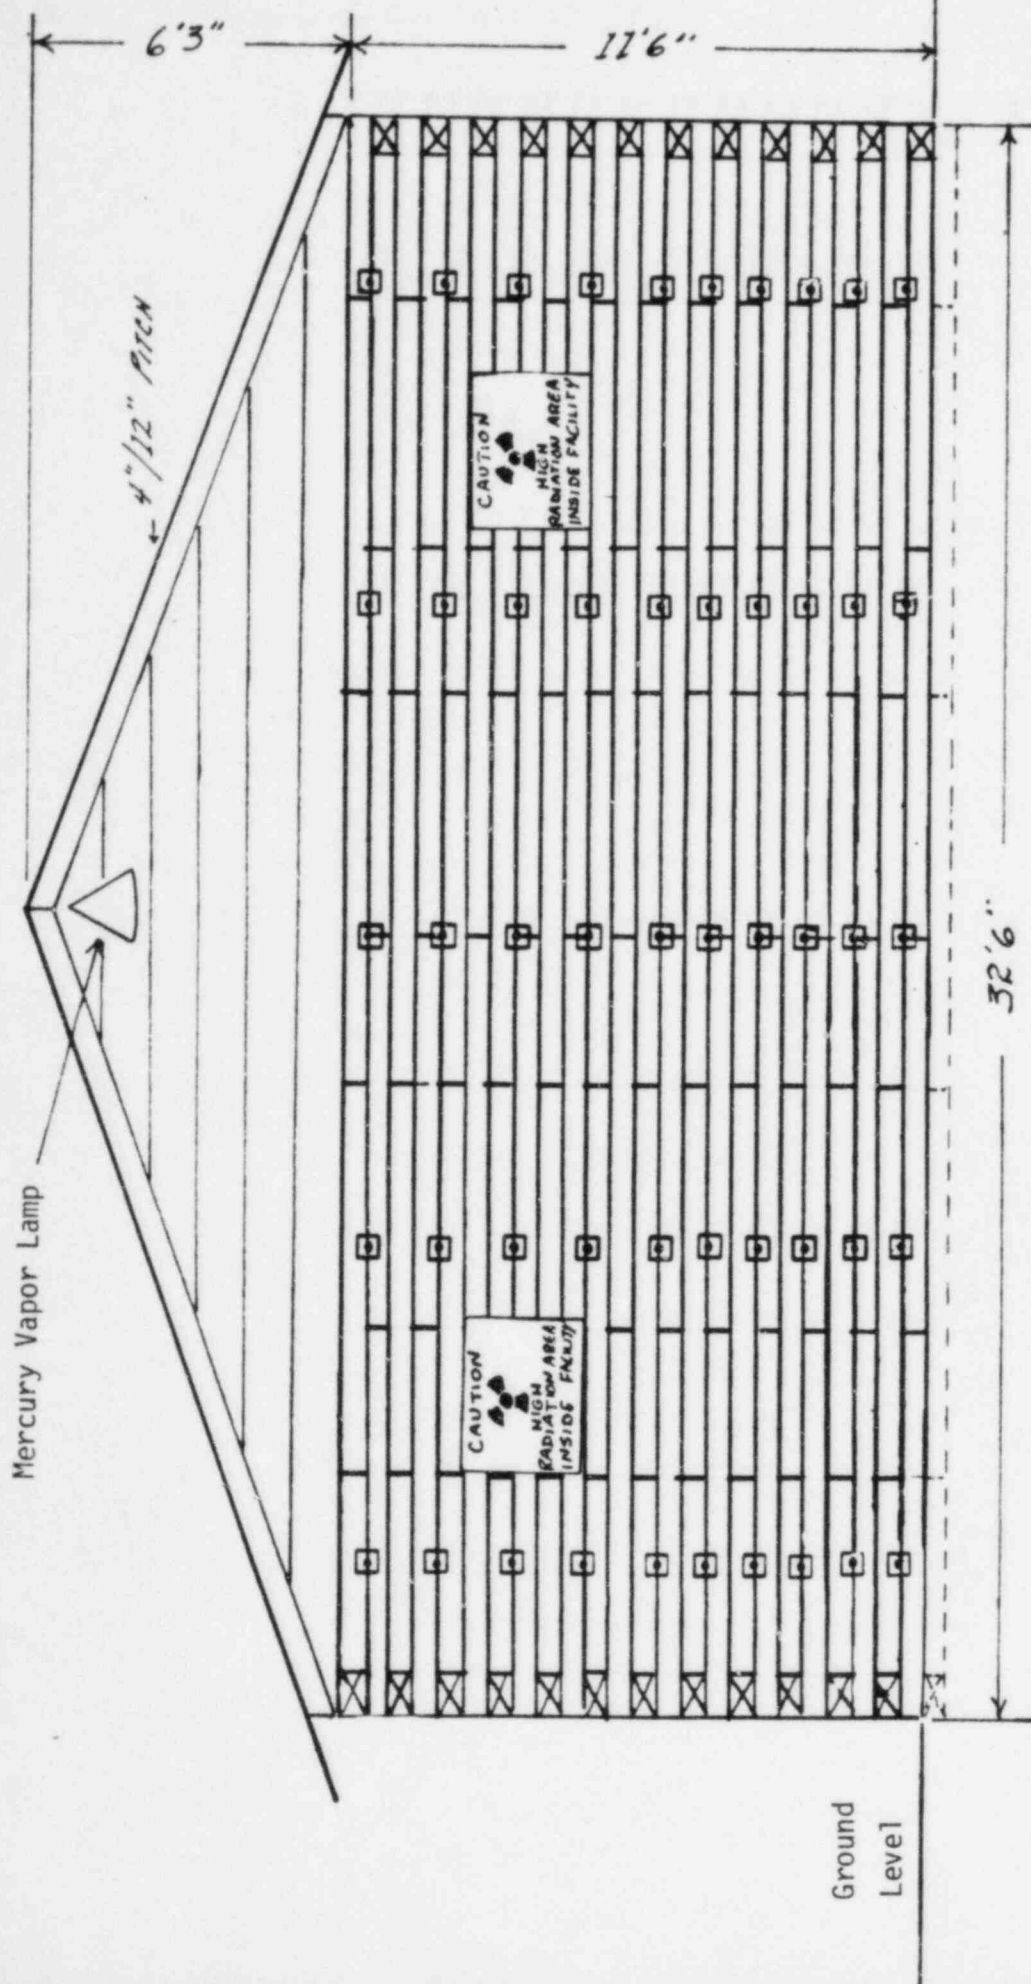 Mercury Vapor Lamp
6'3"
4"/12" PITCH
11'6"
CAUTION
HIGH
RADIATION AREA
INSIDE FACILITY
CAUTION
HIGH
RADIATION AREA
INSIDE FACILITY
Ground
Level
32'6"